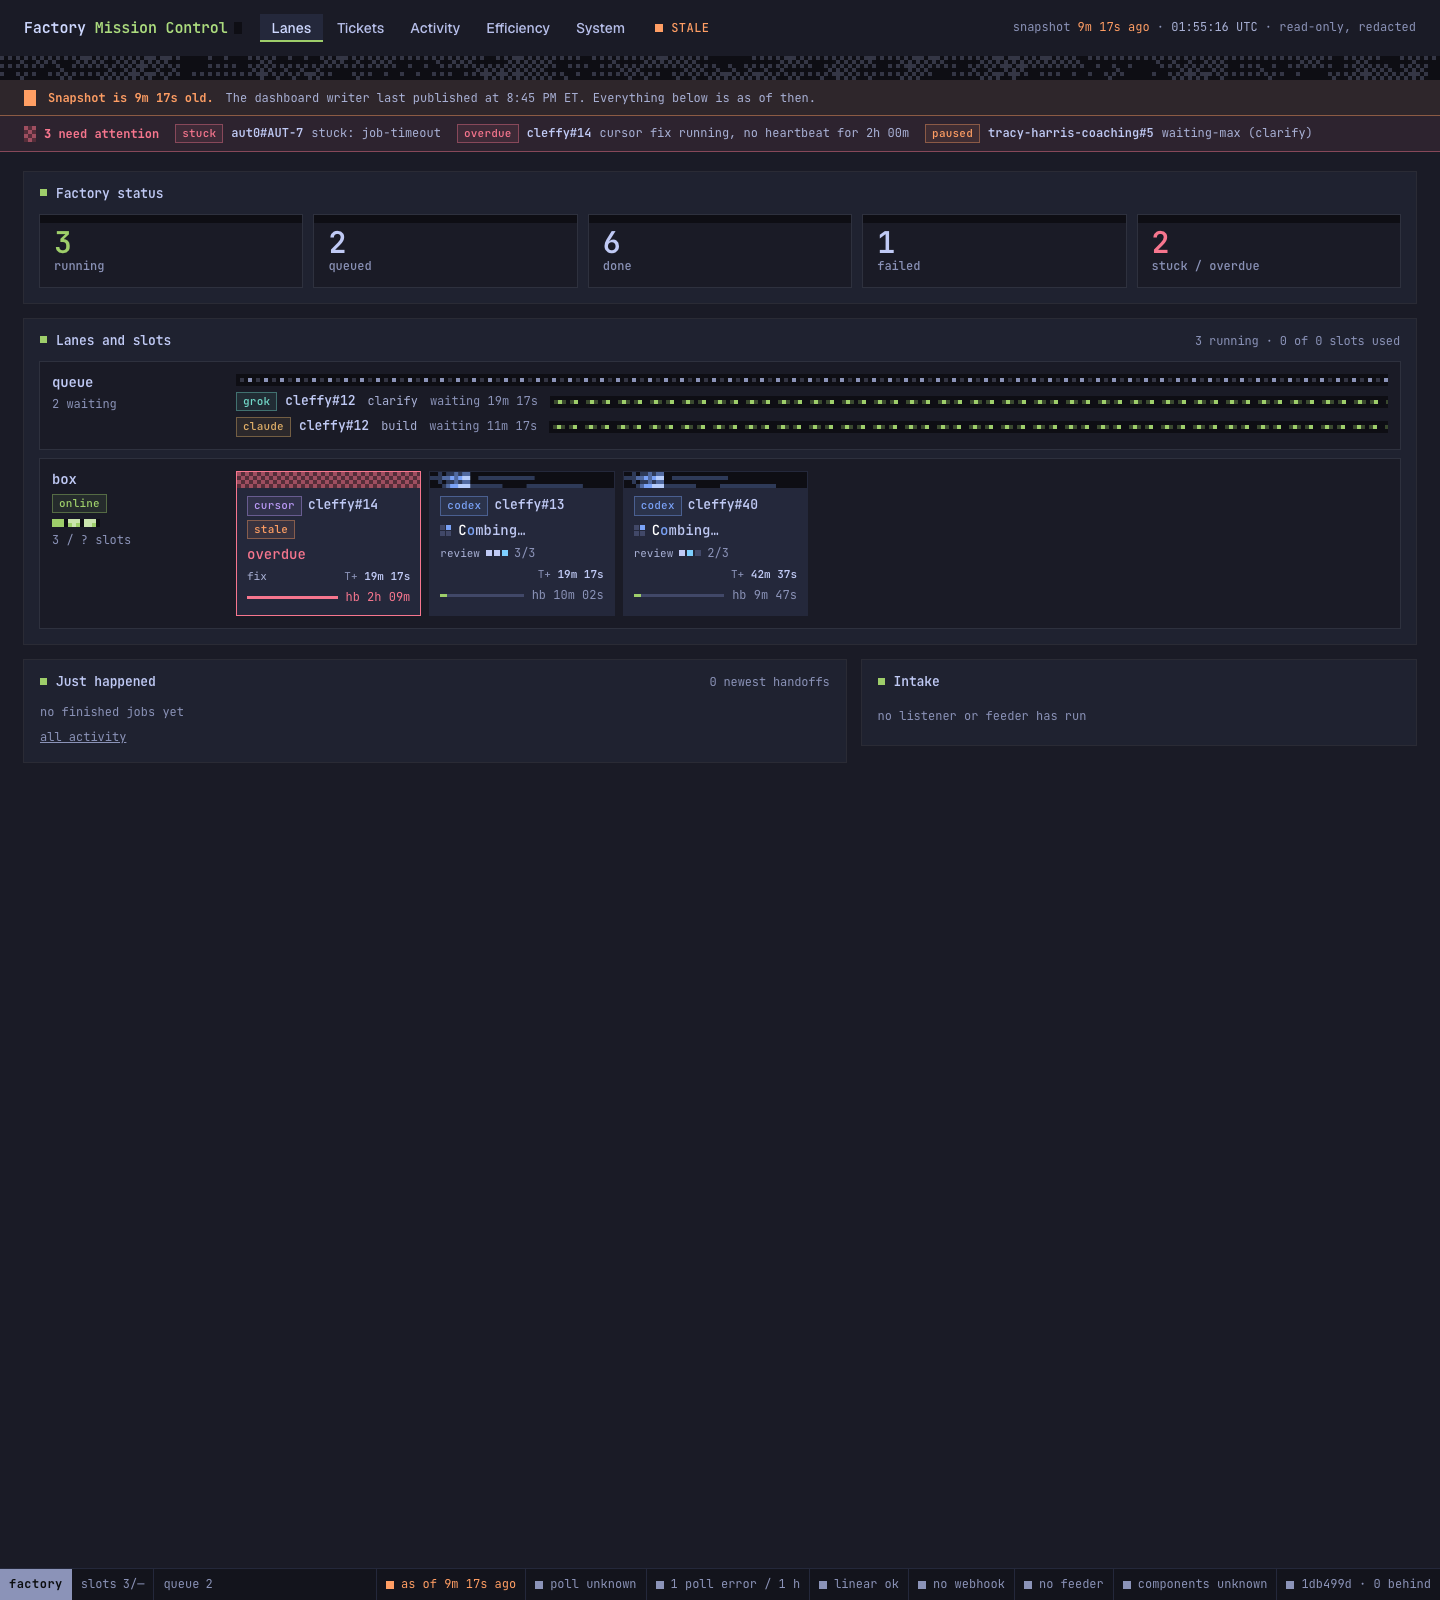 Factory Mission Control Lanes Tickets Activity Efficiency System STALE snapshot 9m 17s ago · 01:55:16 UTC · read-only, redacted
Snapshot is 9m 17s old. The dashboard writer last published at 8:45 PM ET. Everything below is as of then.
3 need attention stuck aut0#AUT-7 stuck: job-timeout overdue cleffy#14 cursor fix running, no heartbeat for 2h 00m paused tracy-harris-coaching#5 waiting-max (clarify)
Factory status
3 2 6 1 2
running queued done failed stuck / overdue
Lanes and slots 3 running · 0 of 0 slots used
queue
2 waiting
grok cleffy#12 clarify waiting 19m 17s
claude cleffy#12 build waiting 11m 17s
box
online
3 / ? slots
cursor cleffy#14
stale
overdue
fix T+ 19m 17s
hb 2h 09m
codex cleffy#13
Combing…
review 3/3
T+ 19m 17s
hb 10m 02s
codex cleffy#40
Combing…
review 2/3
T+ 42m 37s
hb 9m 47s
Just happened 0 newest handoffs
no finished jobs yet
all activity
Intake
no listener or feeder has run
factory slots 3/— queue 2 as of 9m 17s ago poll unknown 1 poll error / 1 h linear ok no webhook no feeder components unknown 1db499d · 0 behind